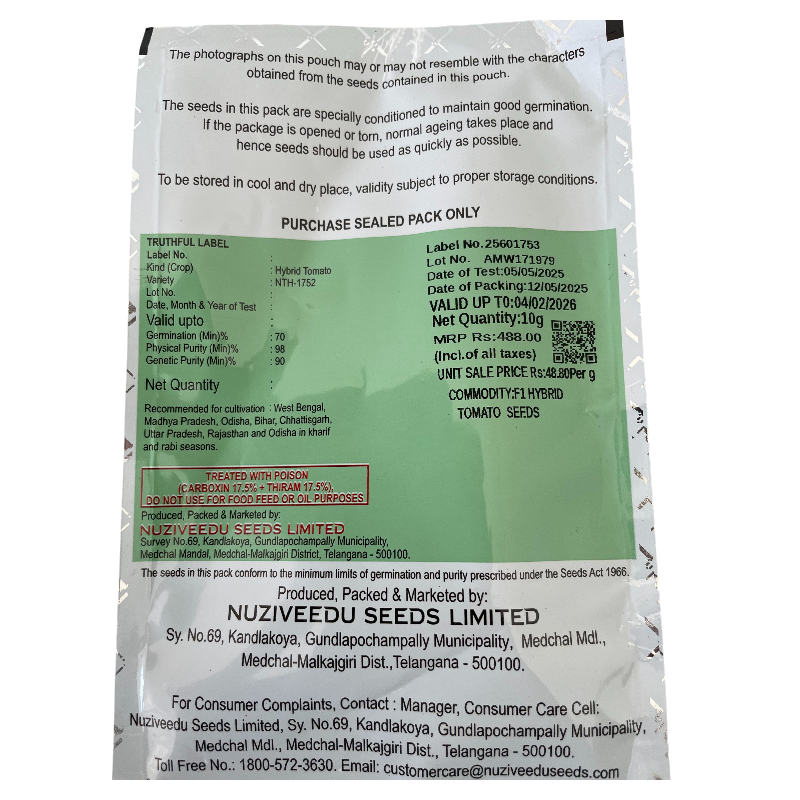 The photographs on this pouch may or may not resemble with the characters
obtained from the seeds contained in this pouch.
The seeds in this pack are specially conditioned to maintain good germination.
If the package is opened or torn, normal ageing takes place and
hence seeds should be used as quickly as possible.
To be stored in cool and dry place, validity subject to proper storage conditions.
PURCHASE SEALED PACK ONLY
TRUTHFUL LABEL
Label No. :
Kind (Crop) : Hybrid Tomato
Variety : NTH-1752
Lot No. :
Date, Month & Year of Test :
Valid upto :
Germination (Min)% : 70
Physical Purity (Min)% : 98
Genetic Purity (Min)% : 90
Net Quantity :
Recommended for cultivation : West Bengal,
Madhya Pradesh, Odisha, Bihar, Chhattisgarh,
Uttar Pradesh, Rajasthan and Odisha in kharif
and rabi seasons.
Label No.25601753
Lot No. AMW171979
Date of Test:05/05/2025
Date of Packing:12/05/2025
VALID UP TO:04/02/2026
Net Quantity:10g
MRP Rs:488.00
(Incl.of all taxes)
UNIT SALE PRICE Rs:48.80Per g
COMMODITY:F1 HYBRID
TOMATO SEEDS
TREATED WITH POISON
(CARBOXIN 17.5% + THIRAM 17.5%),
DO NOT USE FOR FOOD FEED OR OIL PURPOSES
Produced, Packed & Marketed by:
NUZIVEEDU SEEDS LIMITED
Survey No.69, Kandlakoya, Gundlapochampally Municipality,
Medchal Mandal, Medchal-Malkajgiri District, Telangana - 500100.
The seeds in this pack conform to the minimum limits of germination and purity prescribed under the Seeds Act 1966.
Produced, Packed & Marketed by:
NUZIVEEDU SEEDS LIMITED
Sy. No.69, Kandlakoya, Gundlapochampally Municipality, Medchal Mdl.,
Medchal-Malkajgiri Dist.,Telangana - 500100.
For Consumer Complaints, Contact : Manager, Consumer Care Cell:
Nuziveedu Seeds Limited, Sy. No.69, Kandlakoya, Gundlapochampally Municipality,
Medchal Mdl., Medchal-Malkajgiri Dist., Telangana - 500100.
Toll Free No.: 1800-572-3630. Email: customercare@nuziveeduseeds.com